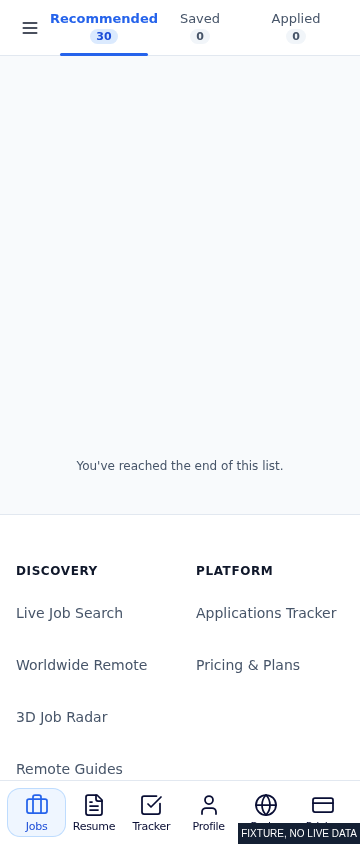 Recommended Saved Applied
30 0 0
You've reached the end of this list.
DISCOVERY PLATFORM
Live Job Search Applications Tracker
Worldwide Remote Pricing & Plans
3D Job Radar
Remote Guides
Jobs Resume Tracker Profile
FIXTURE, NO LIVE DATA